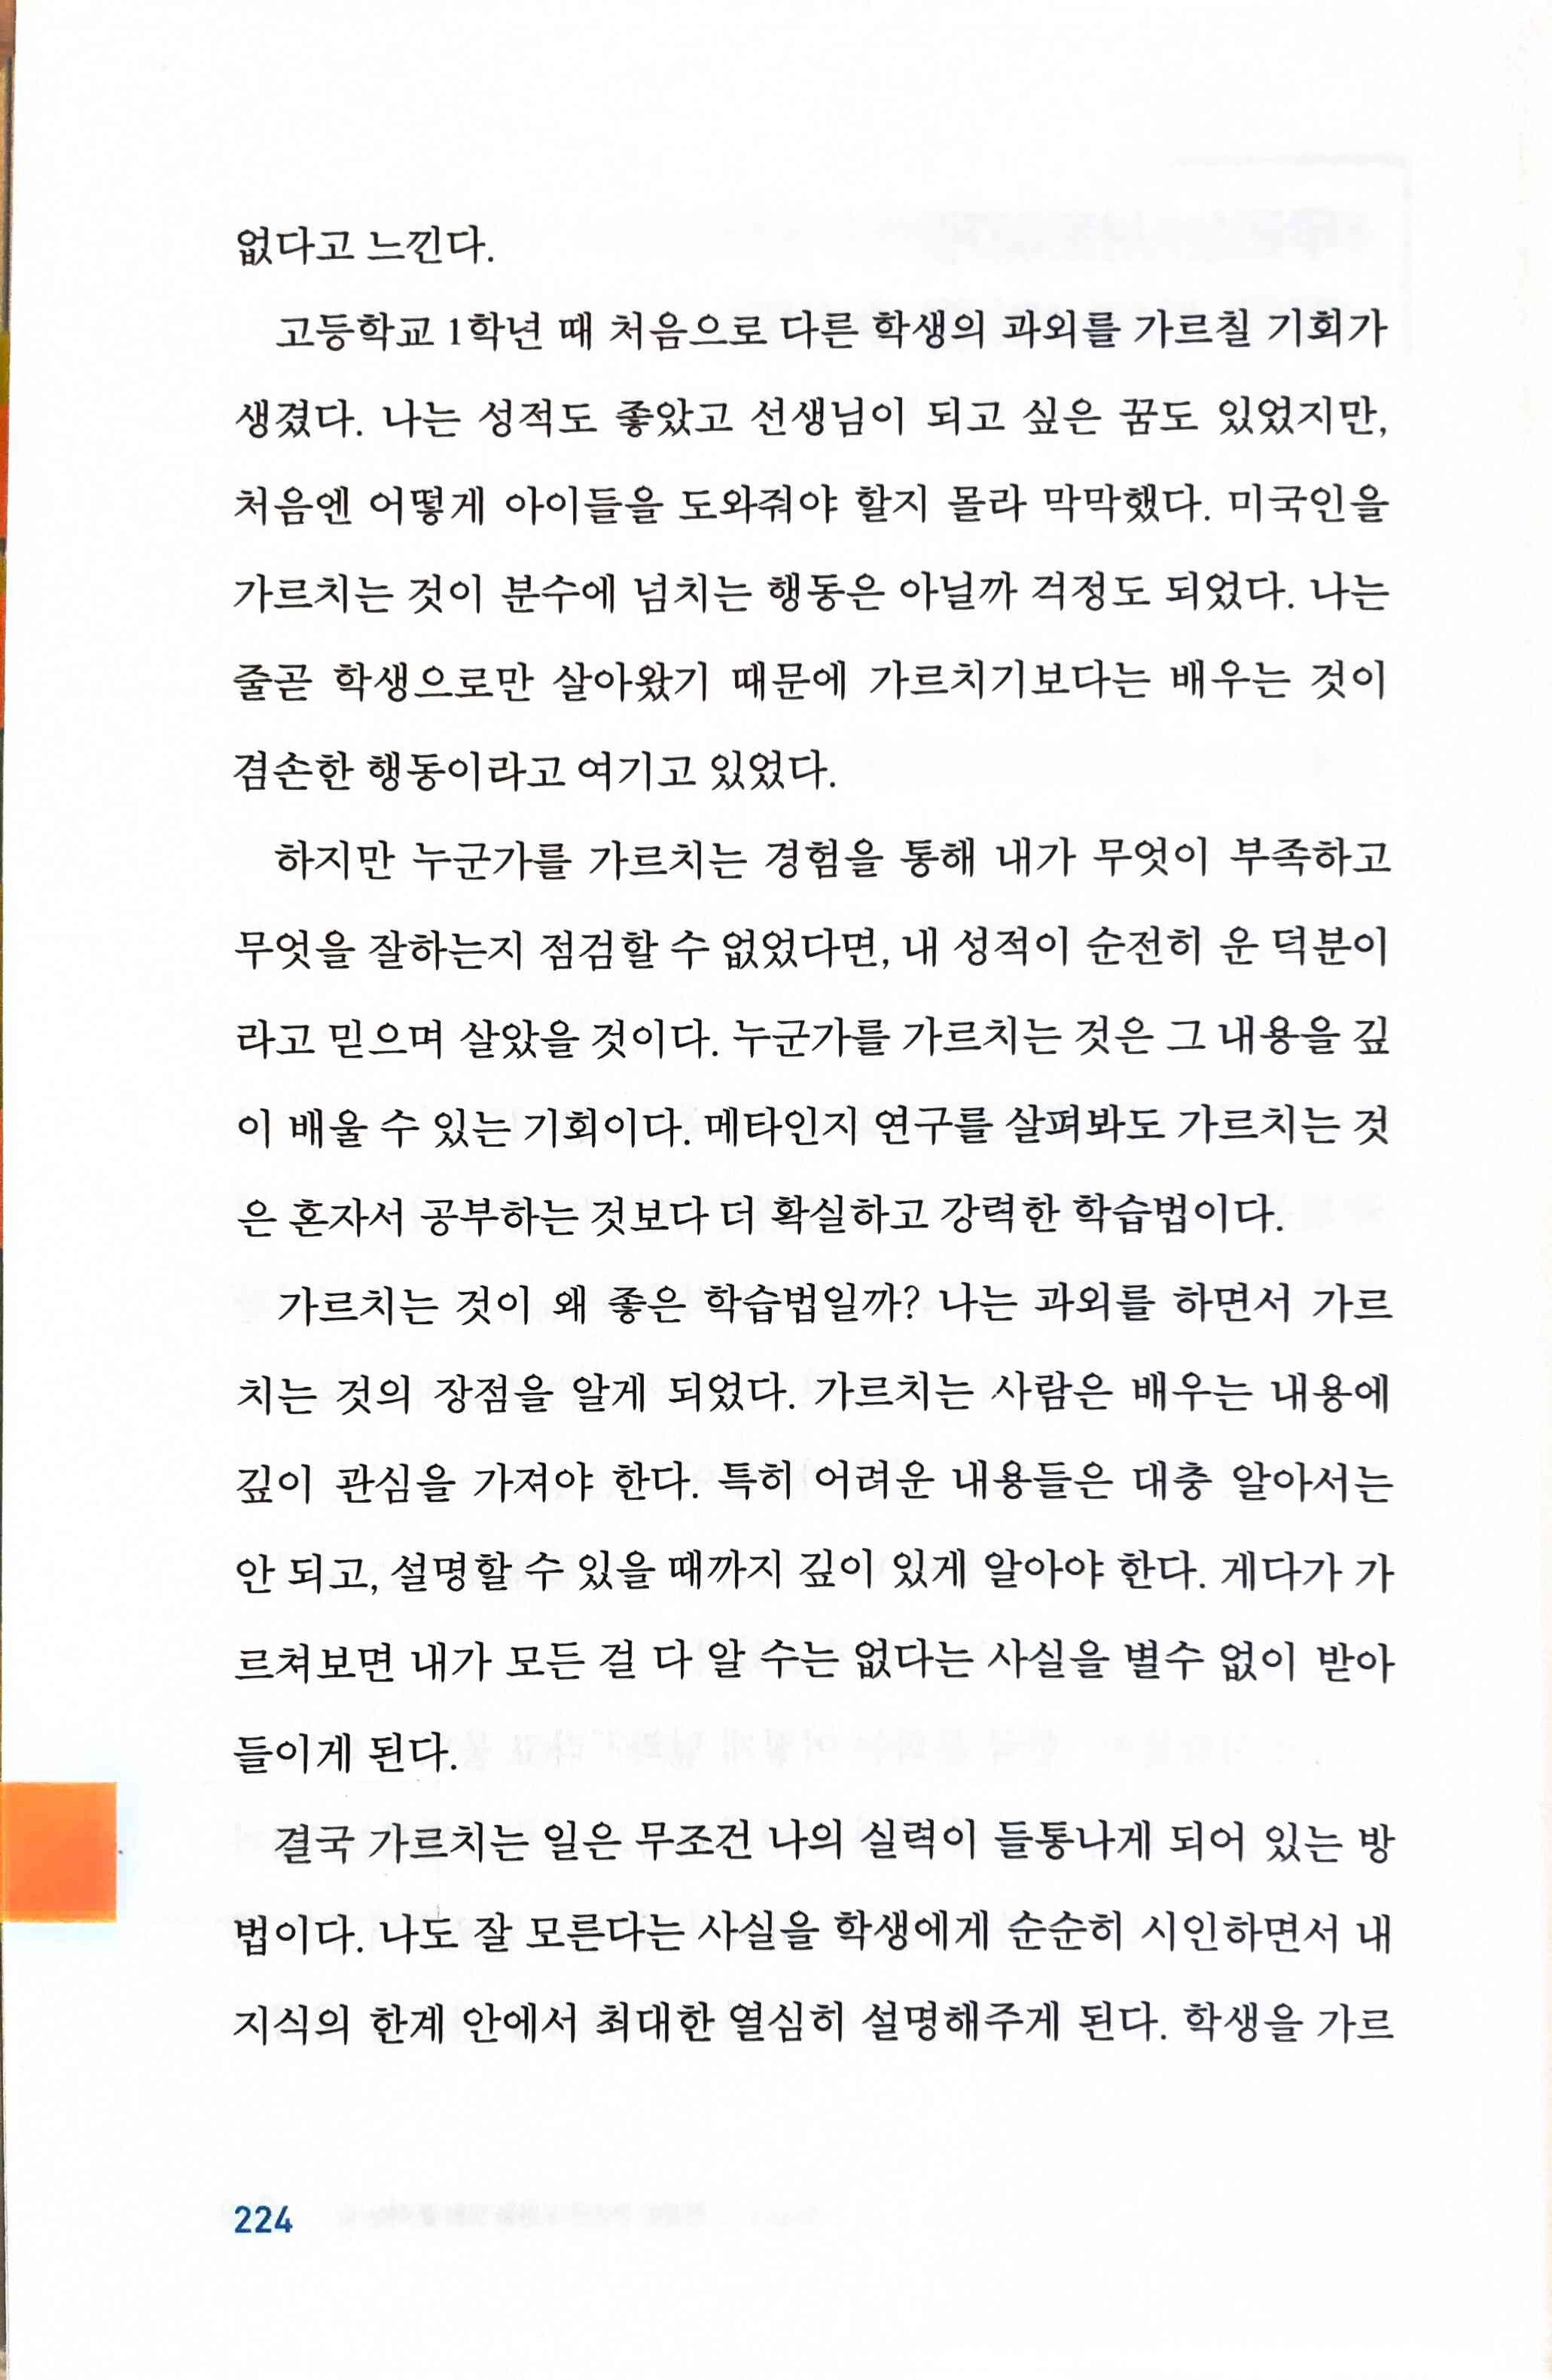 없다고 느낀다.
고등학교 1학년 때 처음으로 다른 학생의 과외를 가르칠 기회가
생겼다. 나는 성적도 좋았고 선생님이 되고 싶은 꿈도 있었지만,
처음엔 어떻게 아이들을 도와줘야 할지 몰라 막막했다. 미국인을
가르치는 것이 분수에 넘치는 행동은 아닐까 걱정도 되었다. 나는
줄곧 학생으로만 살아왔기 때문에 가르치기보다는 배우는 것이
겸손한 행동이라고 여기고 있었다.
하지만 누군가를 가르치는 경험을 통해 내가 무엇이 부족하고
무엇을 잘하는지 점검할 수 없었다면, 내 성적이 순전히 운 덕분이
라고 믿으며 살았을 것이다. 누군가를 가르치는 것은 그 내용을 깊
이 배울 수 있는 기회이다. 메타인지 연구를 살펴봐도 가르치는 것
은 혼자서 공부하는 것보다 더 확실하고 강력한 학습법이다.
가르치는 것이 왜 좋은 학습법일까? 나는 과외를 하면서 가르
치는 것의 장점을 알게 되었다. 가르치는 사람은 배우는 내용에
깊이 관심을 가져야 한다. 특히 어려운 내용들은 대충 알아서는
안 되고, 설명할 수 있을 때까지 깊이 있게 알아야 한다. 게다가 가
르쳐보면 내가 모든 걸 다 알 수는 없다는 사실을 별수 없이 받아
들이게 된다.
결국 가르치는 일은 무조건 나의 실력이 들통나게 되어 있는 방
법이다. 나도 잘 모른다는 사실을 학생에게 순순히 시인하면서 내
지식의 한계 안에서 최대한 열심히 설명해주게 된다. 학생을 가르
224